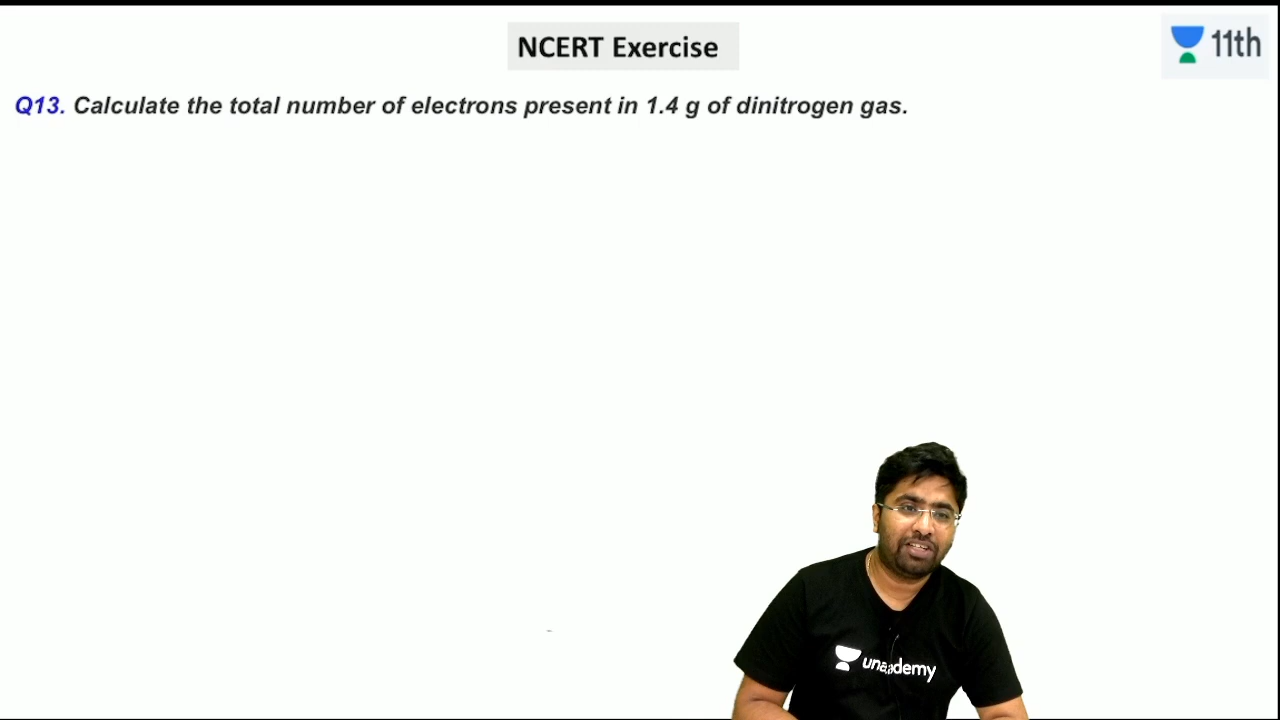 NCERT Exercise
11th
Q13. Calculate the total number of electrons present in 1.4 g of dinitrogen gas.
unacademy